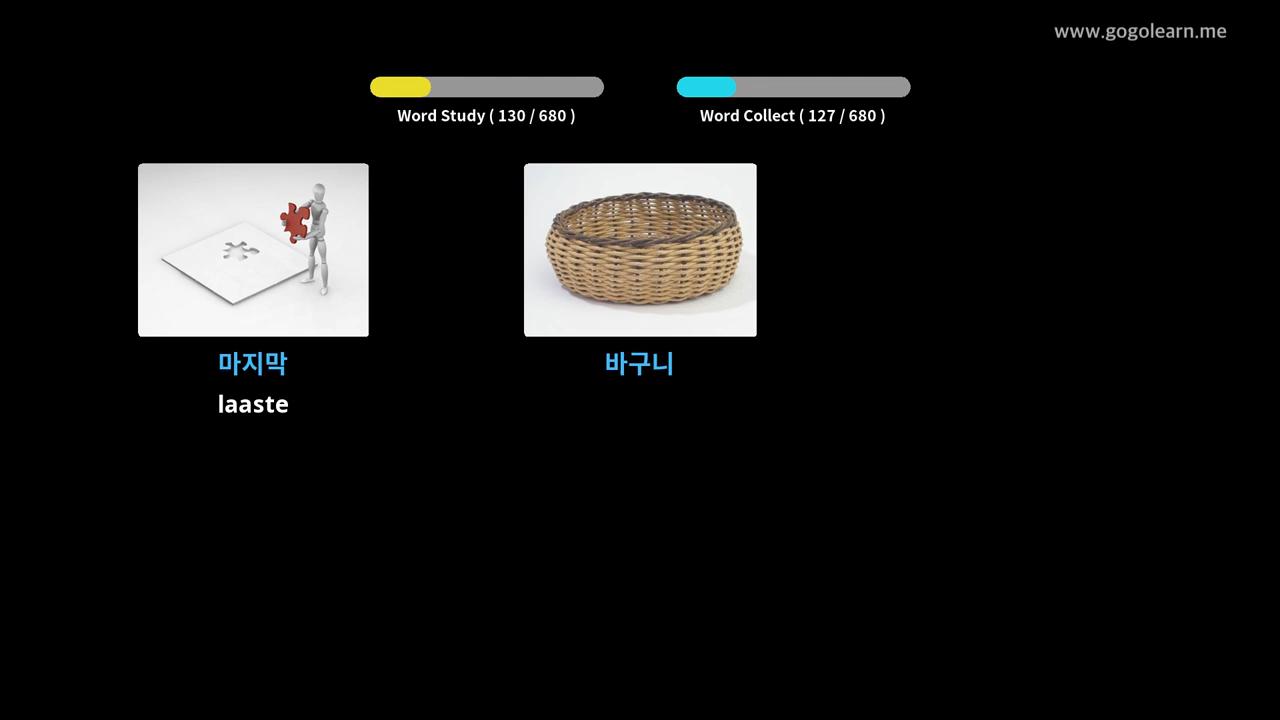 www.gogolearn.me
Word Study ( 130 / 680 )
Word Collect ( 127 / 680 )
마지막
바구니
laaste